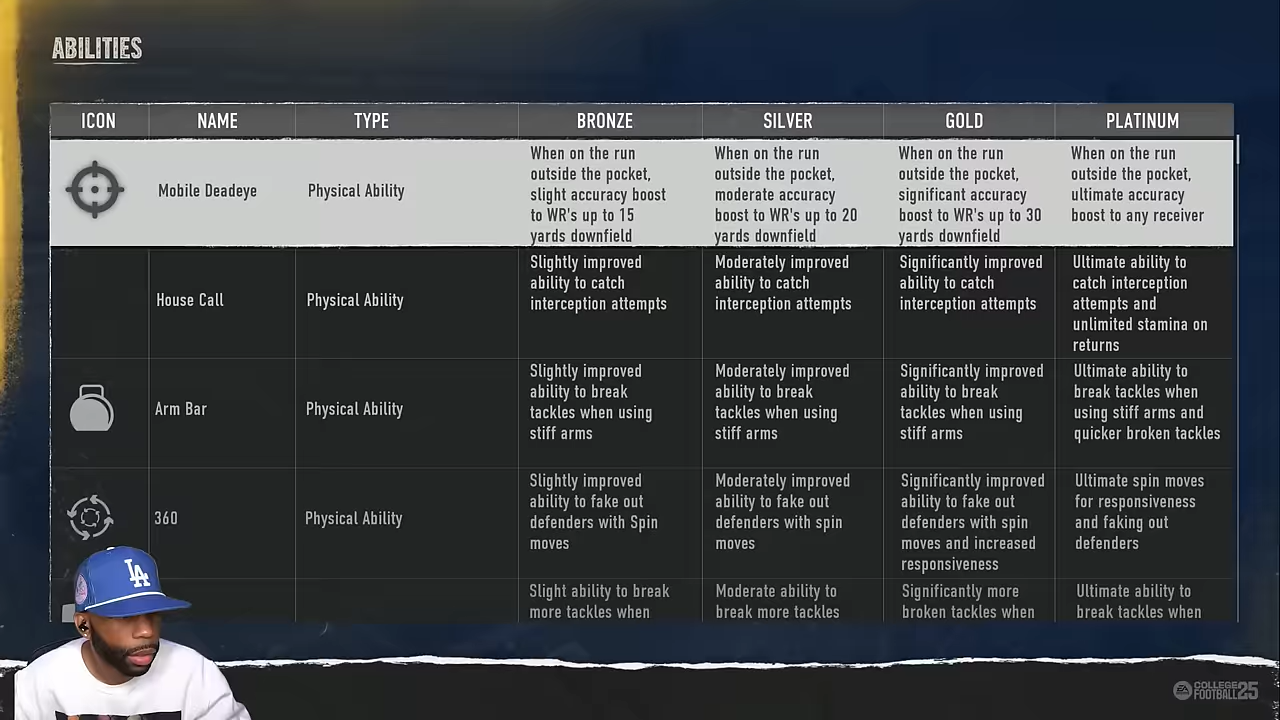 ABILITIES
ICON NAME TYPE BRONZE SILVER GOLD PLATINUM
Mobile Deadeye
Physical Ability
When on the run
outside the pocket,
slight accuracy boost
to WR's up to 15
yards downfield
When on the run
outside the pocket,
moderate accuracy
boost to WR's up to 20
yards downfield
When on the run
outside the pocket,
significant accuracy
boost to WR's up to 30
yards downfield
When on the run
outside the pocket,
ultimate accuracy
boost to any receiver
House Call
Physical Ability
Slightly improved
ability to catch
interception attempts
Moderately improved
ability to catch
interception attempts
Significantly improved
ability to catch
interception attempts
Ultimate ability to
catch interception
attempts and
unlimited stamina on
returns
Arm Bar
Physical Ability
Slightly improved
ability to break
tackles when using
stiff arms
Moderately improved
ability to break
tackles when using
stiff arms
Significantly improved
ability to break
tackles when using
stiff arms
Ultimate ability to
break tackles when
using stiff arms and
quicker broken tackles
360
Physical Ability
Slightly improved
ability to fake out
defenders with Spin
moves
Moderately improved
ability to fake out
defenders with spin
moves
Significantly improved
ability to fake out
defenders with spin
moves and increased
responsiveness
Ultimate spin moves
for responsiveness
and faking out
defenders
Slight ability to break
more tackles when
Moderate ability to
break more tackles
Significantly more
broken tackles when
Ultimate ability to
break tackles when
LA
EA COLLEGE
FOOTBALL 25